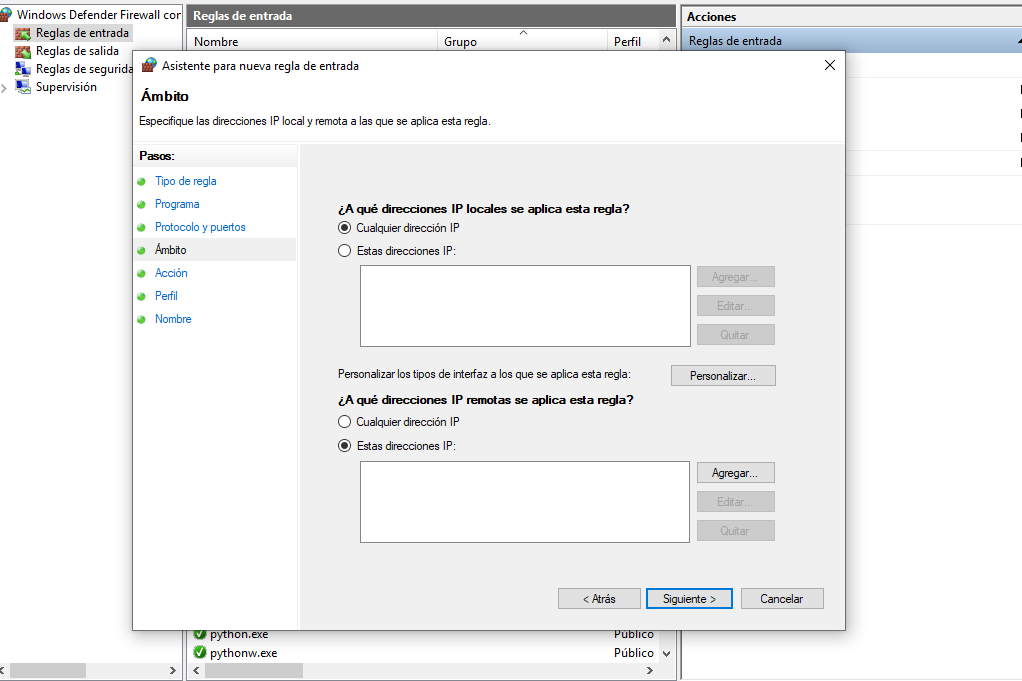 Windows Defender Firewall con
Reglas de entrada
Reglas de salida
Reglas de segurida
Supervisión
Reglas de entrada
Nombre
Grupo
Perfil
Acciones
Reglas de entrada
Asistente para nueva regla de entrada
Ámbito
Especifique las direcciones IP local y remota a las que se aplica esta regla.
Pasos:
Tipo de regla
Programa
Protocolo y puertos
Ámbito
Acción
Perfil
Nombre
¿A qué direcciones IP locales se aplica esta regla?
Cualquier dirección IP
Estas direcciones IP:
Agregar...
Editar...
Quitar
Personalizar los tipos de interfaz a los que se aplica esta regla:
Personalizar...
¿A qué direcciones IP remotas se aplica esta regla?
Cualquier dirección IP
Estas direcciones IP:
Agregar...
Editar...
Quitar
< Atrás
Siguiente >
Cancelar
python.exe
Público
pythonw.exe
Público